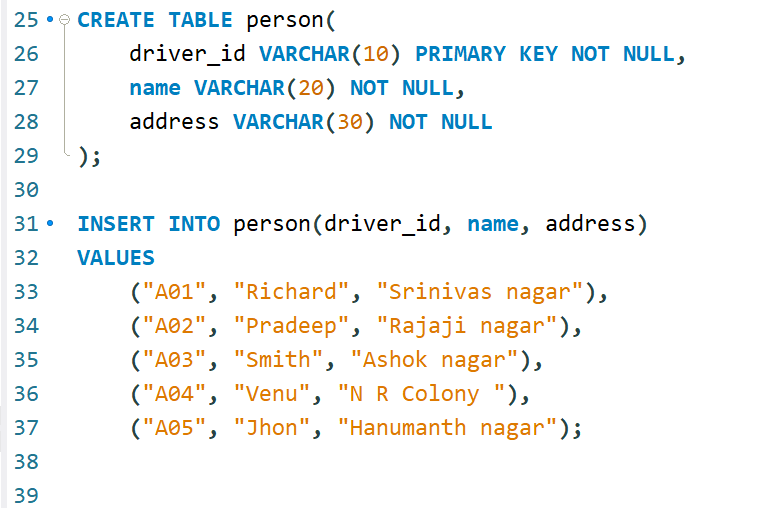 25 CREATE TABLE person(
26 driver_id VARCHAR(10) PRIMARY KEY NOT NULL,
27 name VARCHAR(20) NOT NULL,
28 address VARCHAR(30) NOT NULL
29 );
30
31 INSERT INTO person(driver_id, name, address)
32 VALUES
33 ("A01", "Richard", "Srinivas nagar"),
34 ("A02", "Pradeep", "Rajaji nagar"),
35 ("A03", "Smith", "Ashok nagar"),
36 ("A04", "Venu", "N R Colony "),
37 ("A05", "Jhon", "Hanumanth nagar");
38
39